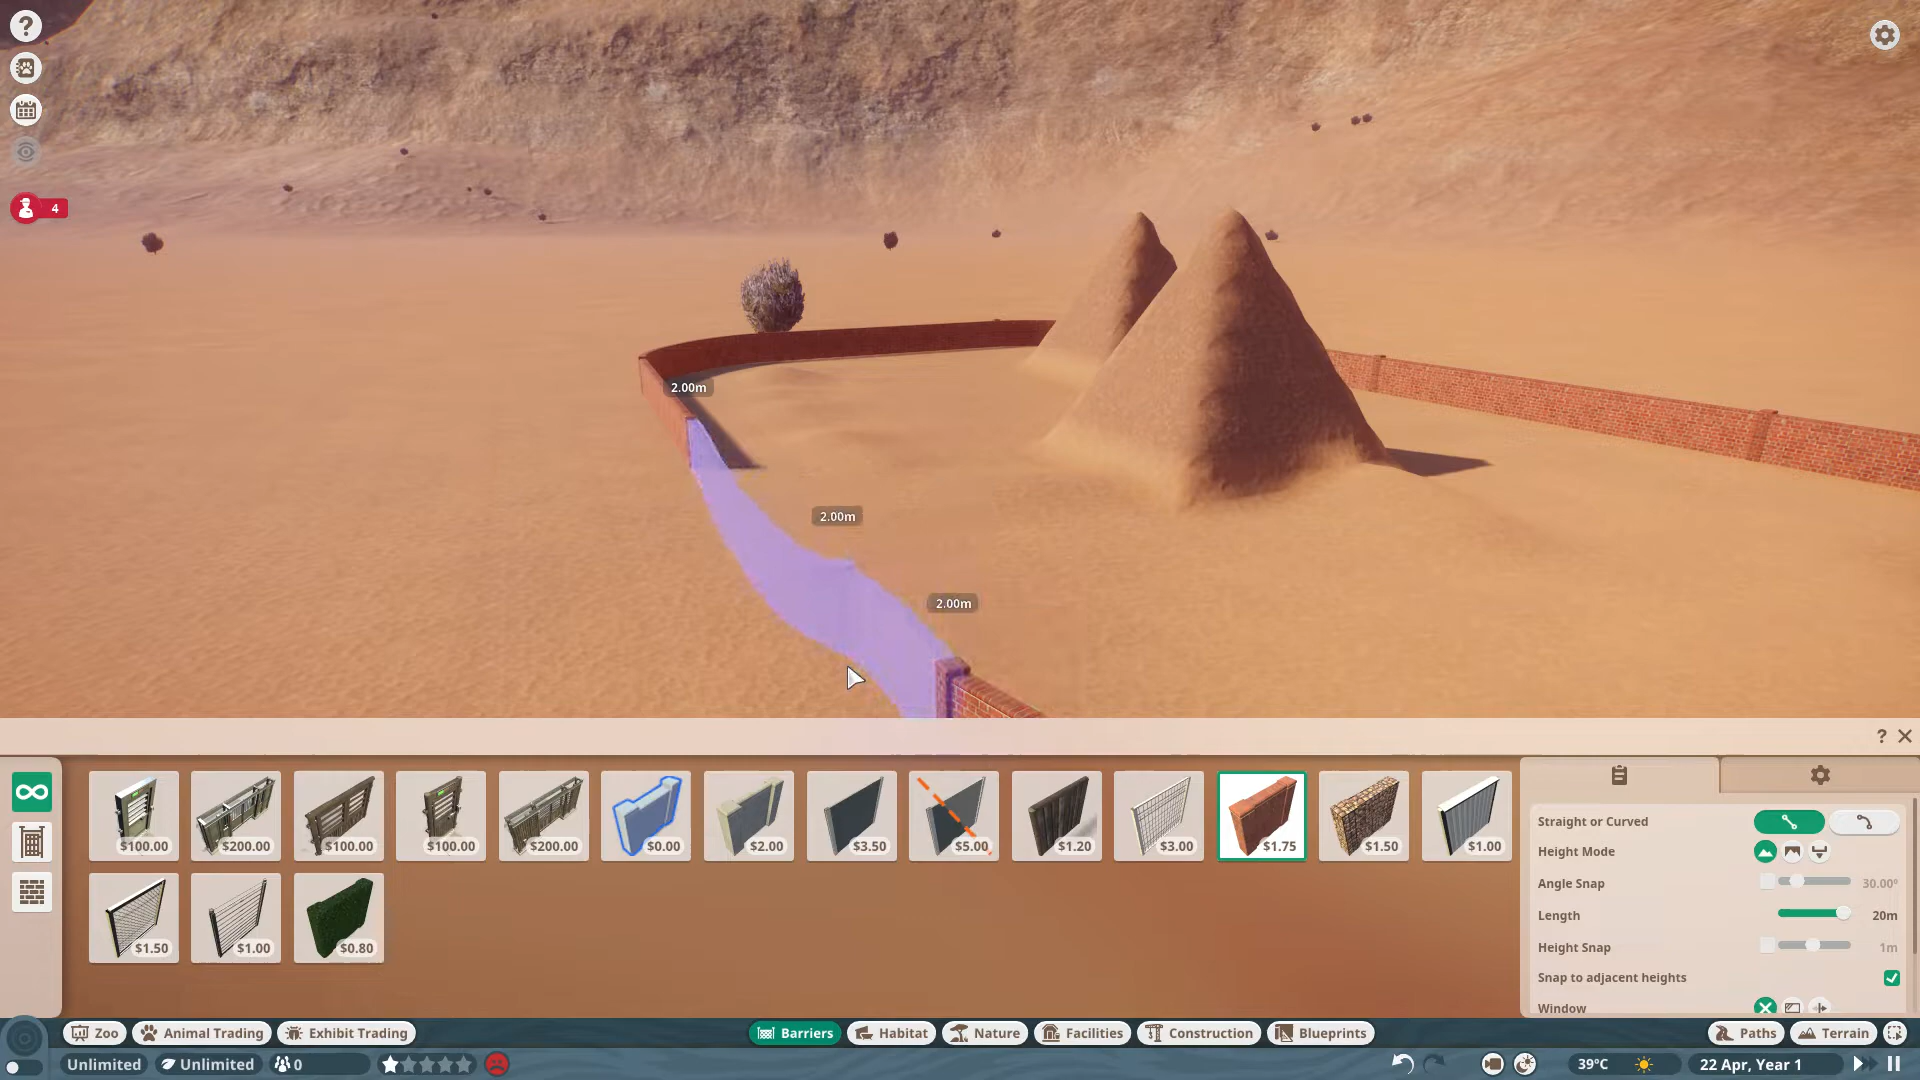 ?
4
2.00m
2.00m
2.00m
?
$100.00
$200.00
$100.00
$100.00
$200.00
$0.00
$2.00
$3.50
$5.00
$1.20
$3.00
$1.75
$1.50
$1.00
$1.50
$1.00
$0.80
Straight or Curved
Height Mode
Angle Snap 30.00°
Length 20m
Height Snap 1m
Snap to adjacent heights
Window
Zoo Animal Trading Exhibit Trading Barriers Habitat Nature Facilities Construction Blueprints Paths Terrain
Unlimited Unlimited 0 39°C 22 Apr, Year 1